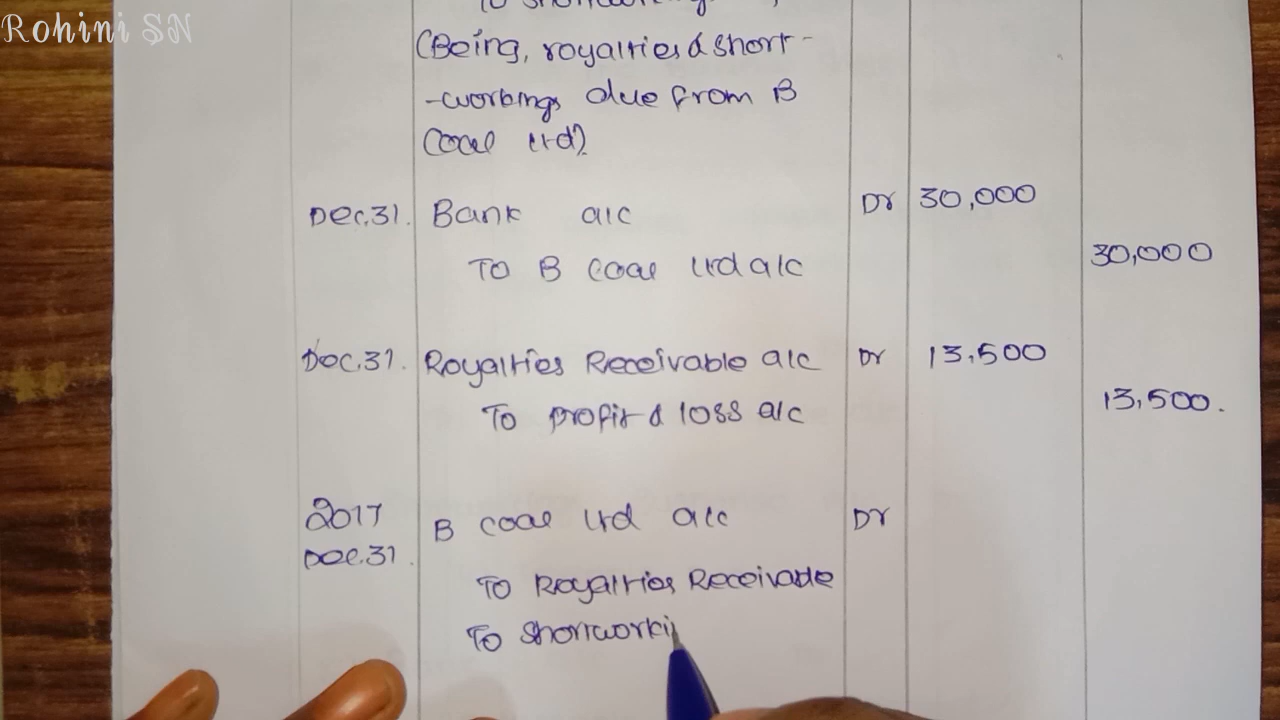 Rohini SN
(Being, royalties & short-
-workings due from B
Coal Ltd)
Dec.31. Bank a/c Dr 30,000
To B Coal Ltd a/c 30,000
Dec.31. Royalties Receivable a/c Dr 13,500
To profit & loss a/c 13,500.
2017 B Coal Ltd a/c Dr
Dec.31.
To Royalties Receivable
To Shortworki